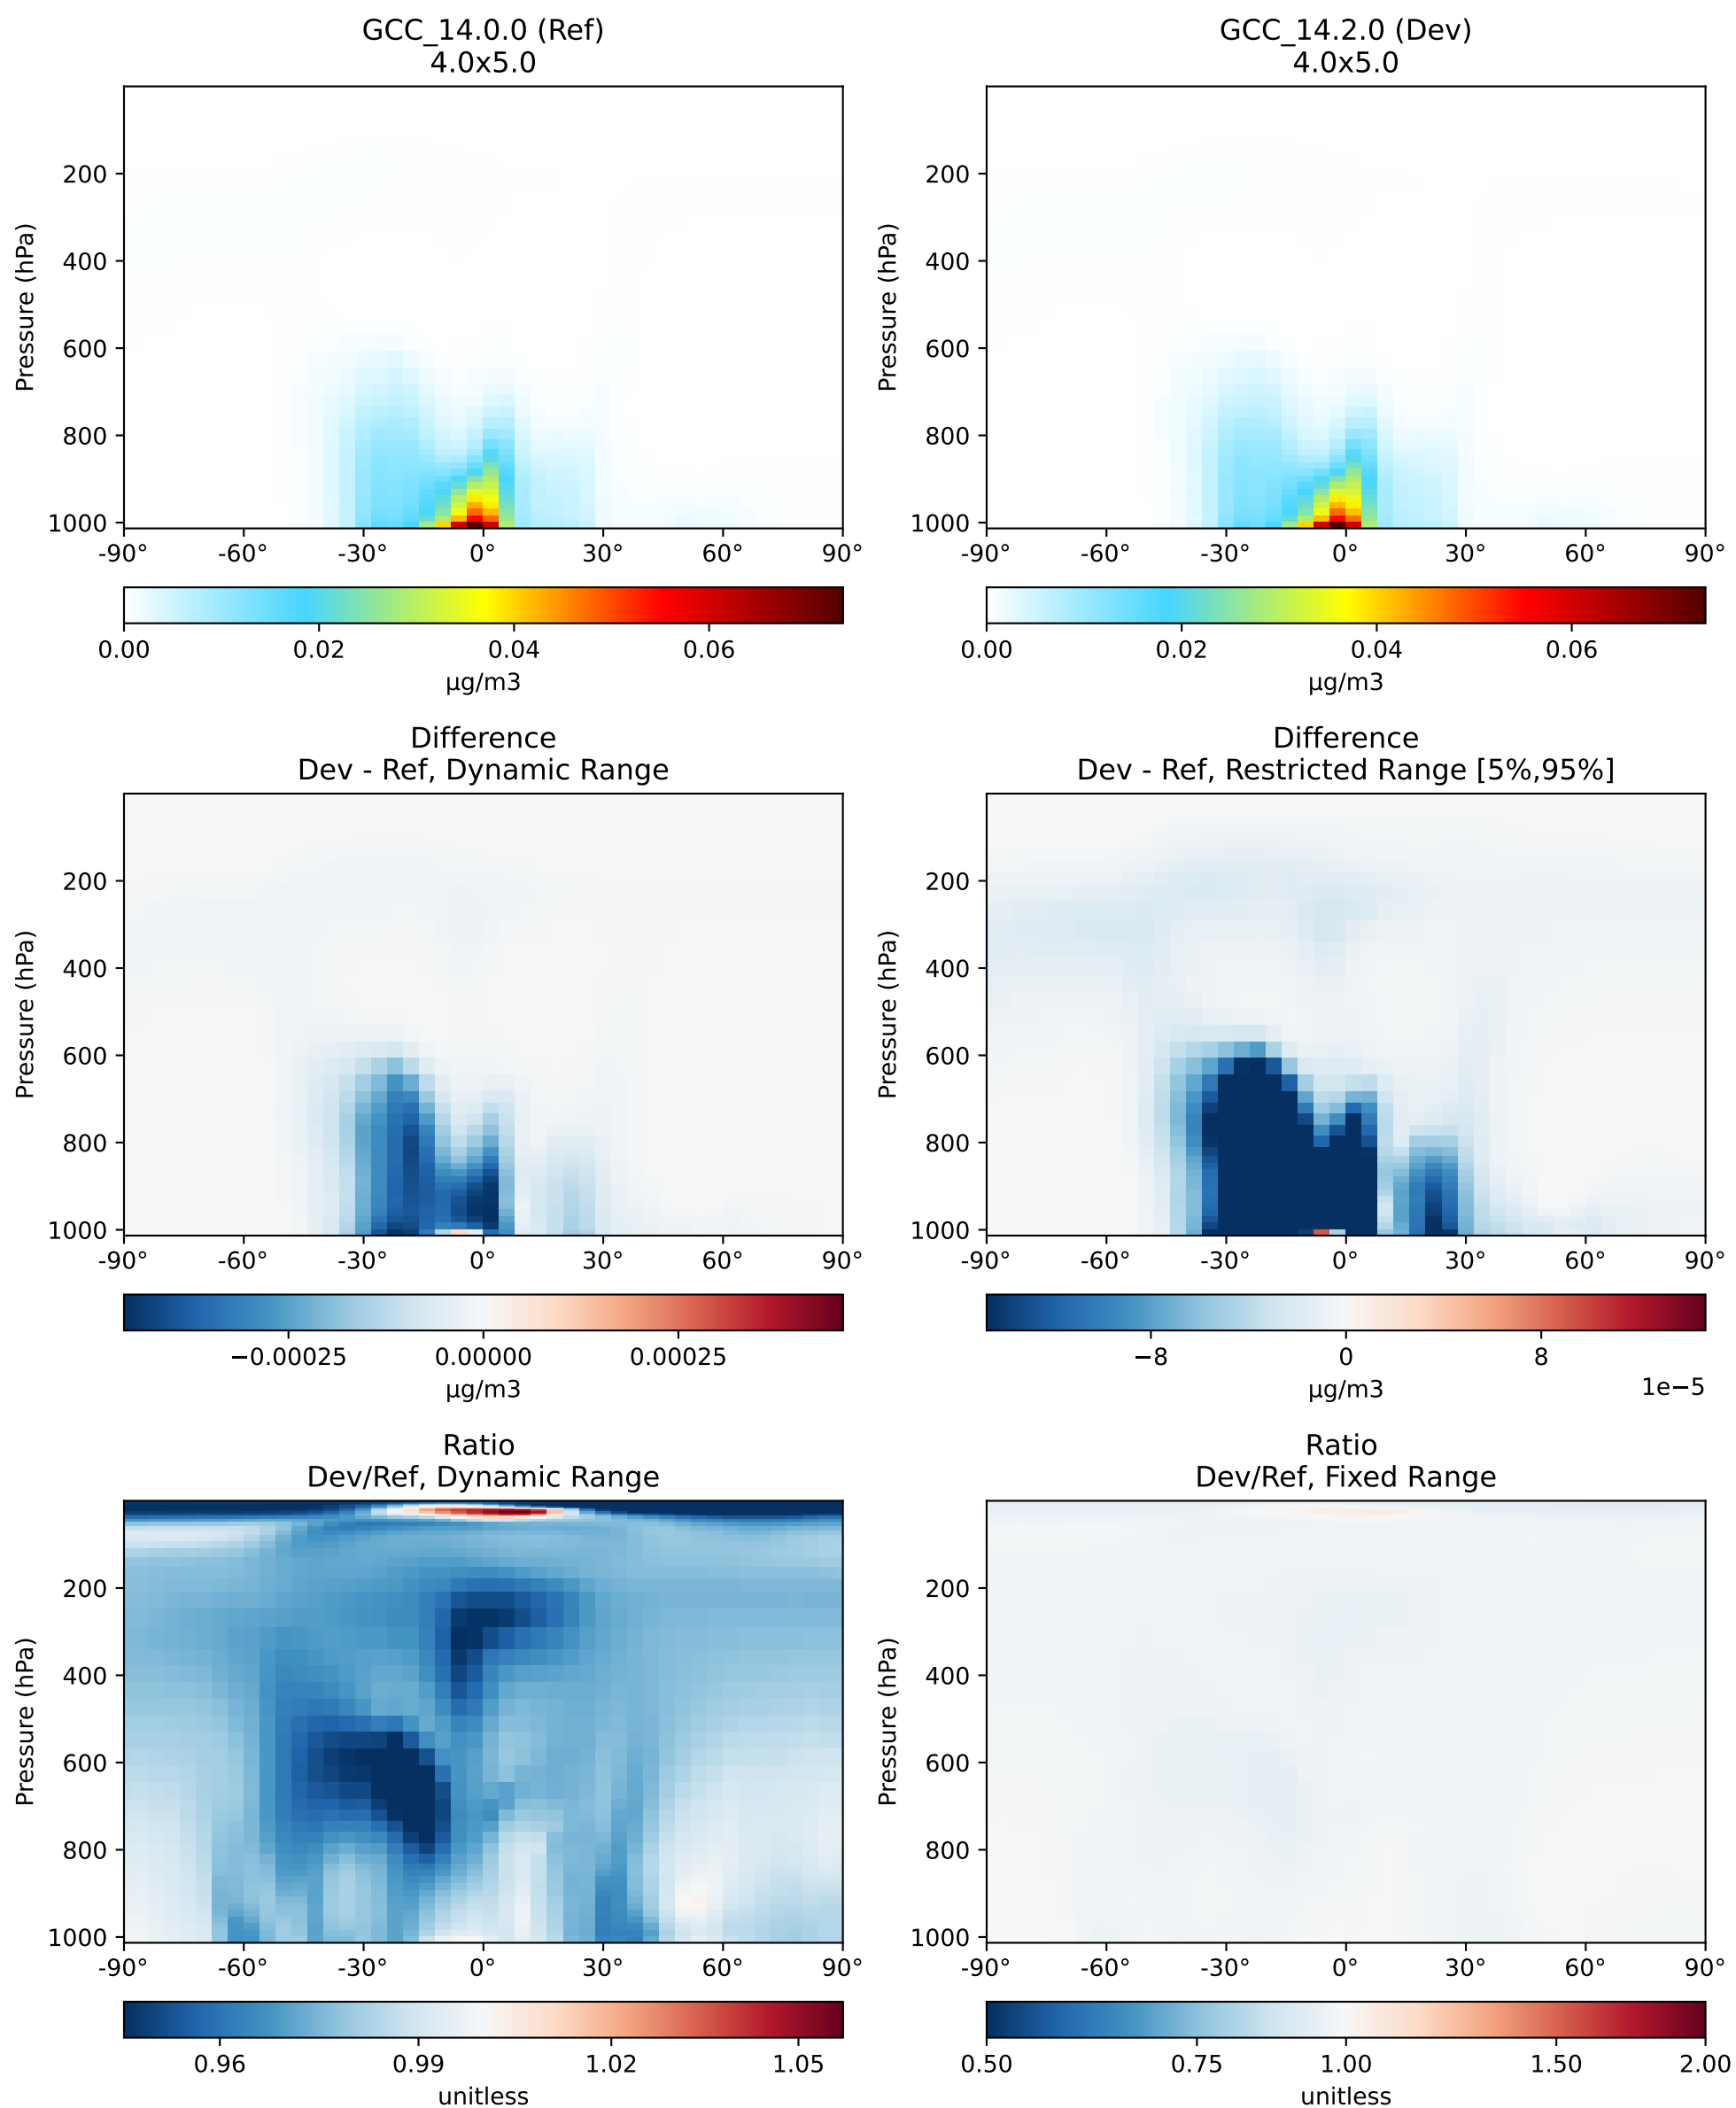 GCC_14.0.0 (Ref)
4.0x5.0
Pressure (hPa)
200
400
600
800
1000
-90° -60° -30° 0° 30° 60° 90°
0.00 0.02 0.04 0.06
μg/m3
GCC_14.2.0 (Dev)
4.0x5.0
Pressure (hPa)
200
400
600
800
1000
-90° -60° -30° 0° 30° 60° 90°
0.00 0.02 0.04 0.06
μg/m3
Difference
Dev - Ref, Dynamic Range
Pressure (hPa)
200
400
600
800
1000
-90° -60° -30° 0° 30° 60° 90°
−0.00025 0.00000 0.00025
μg/m3
Difference
Dev - Ref, Restricted Range [5%,95%]
Pressure (hPa)
200
400
600
800
1000
-90° -60° -30° 0° 30° 60° 90°
−8 0 8
μg/m3
1e−5
Ratio
Dev/Ref, Dynamic Range
Pressure (hPa)
200
400
600
800
1000
-90° -60° -30° 0° 30° 60° 90°
0.96 0.99 1.02 1.05
unitless
Ratio
Dev/Ref, Fixed Range
Pressure (hPa)
200
400
600
800
1000
-90° -60° -30° 0° 30° 60° 90°
0.50 0.75 1.00 1.50 2.00
unitless